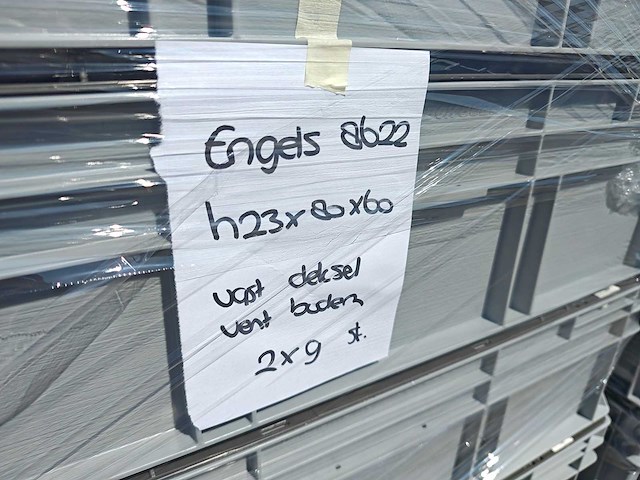 Engels 8622
h23x80x60
vast deksel
vent bodem
2x9 st.